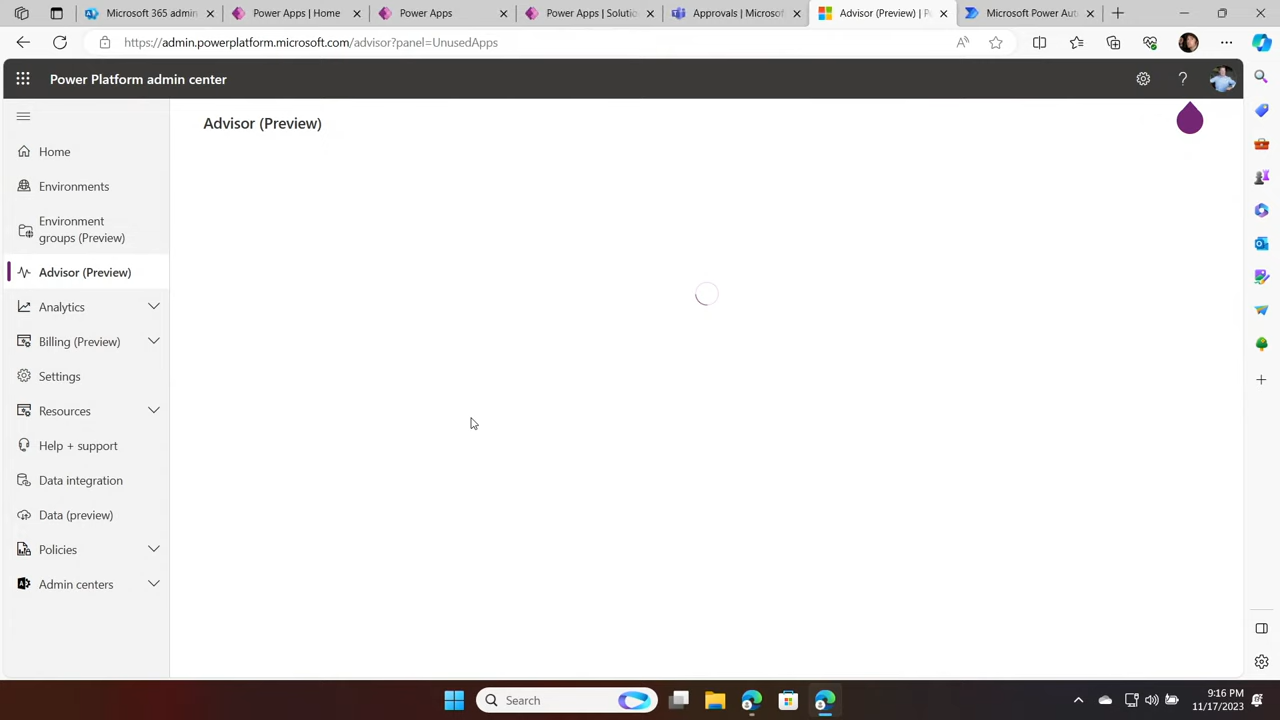 Microsoft 365 admin
Power Apps | Home
Power Apps
Power Apps | Solutio
Approvals | Microsof
Advisor (Preview) | P
Microsoft Power Aut
https://admin.powerplatform.microsoft.com/advisor?panel=UnusedApps
Power Platform admin center
?
Advisor (Preview)
Home
Environments
Environment
groups (Preview)
Advisor (Preview)
Analytics
Billing (Preview)
Settings
Resources
Help + support
Data integration
Data (preview)
Policies
Admin centers
Search
9:16 PM
11/17/2023